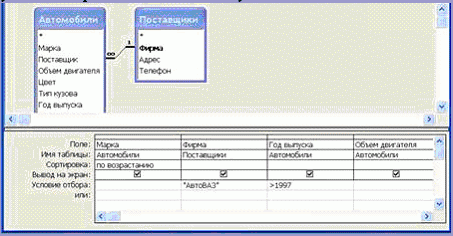 Автомобили
*
Марка
Поставщик
Объем двигателя
Цвет
Тип кузова
Год выпуска
∞ 1
Поставщики
*
Фирма
Адрес
Телефон
Поле: Марка Фирма Год выпуска Объем двигателя
Имя таблицы: Автомобили Поставщики Автомобили Автомобили
Сортировка: по возрастанию
Вывод на экран:
Условие отбора: "АвтоВАЗ" >1997
или: